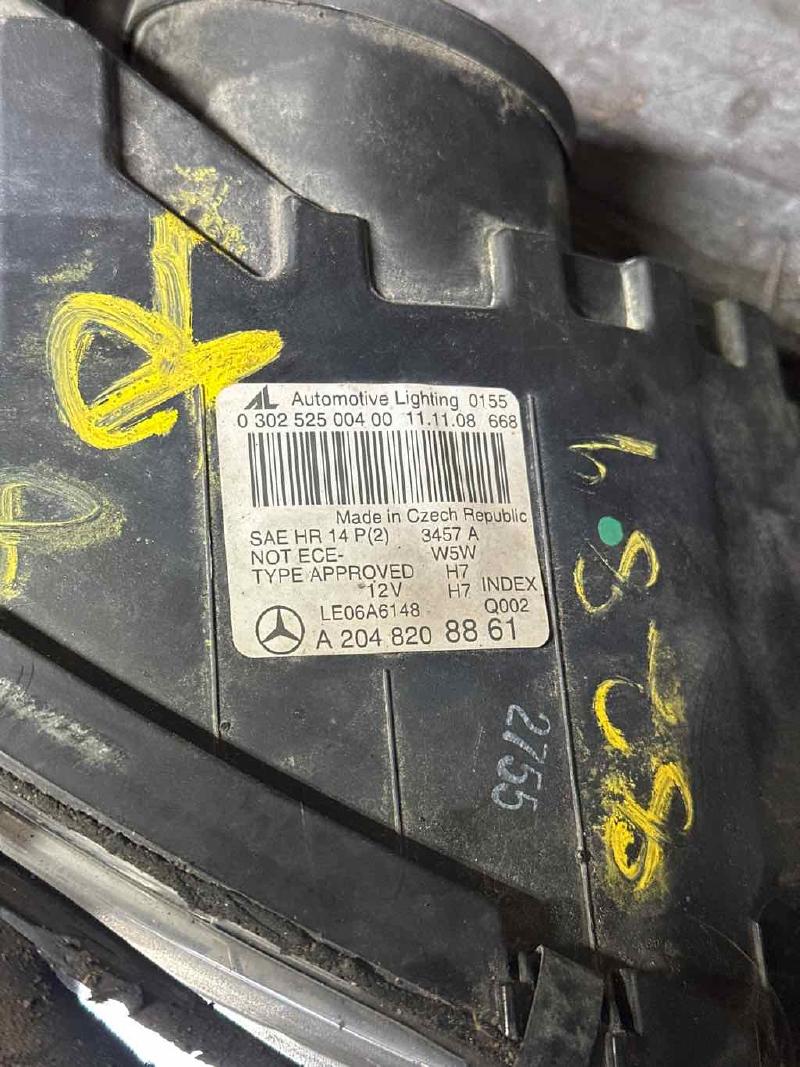 AL Automotive Lighting 0155
0 302 525 004 00 11.11.08 668
Made in Czech Republic
SAE HR 14 P(2) 3457 A
NOT ECE- W5W
TYPE APPROVED H7
12V H7 INDEX
LE06A6148 Q002
A 204 820 88 61
2755